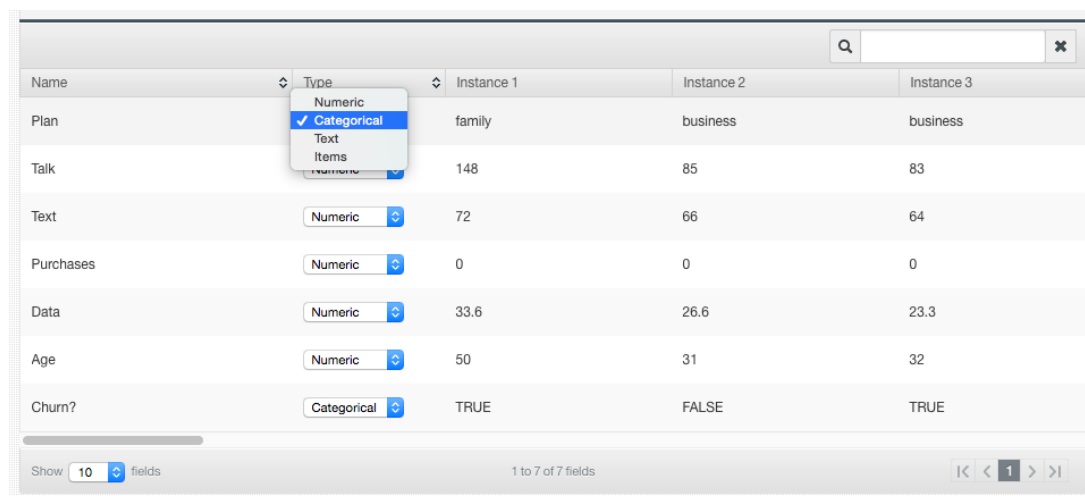 Name Type Instance 1 Instance 2 Instance 3
Numeric
Plan ✓ Categorical family business business
Text
Items
Talk Numeric 148 85 83
Text Numeric 72 66 64
Purchases Numeric 0 0 0
Data Numeric 33.6 26.6 23.3
Age Numeric 50 31 32
Churn? Categorical TRUE FALSE TRUE
Show 10 fields 1 to 7 of 7 fields |< < 1 > >|